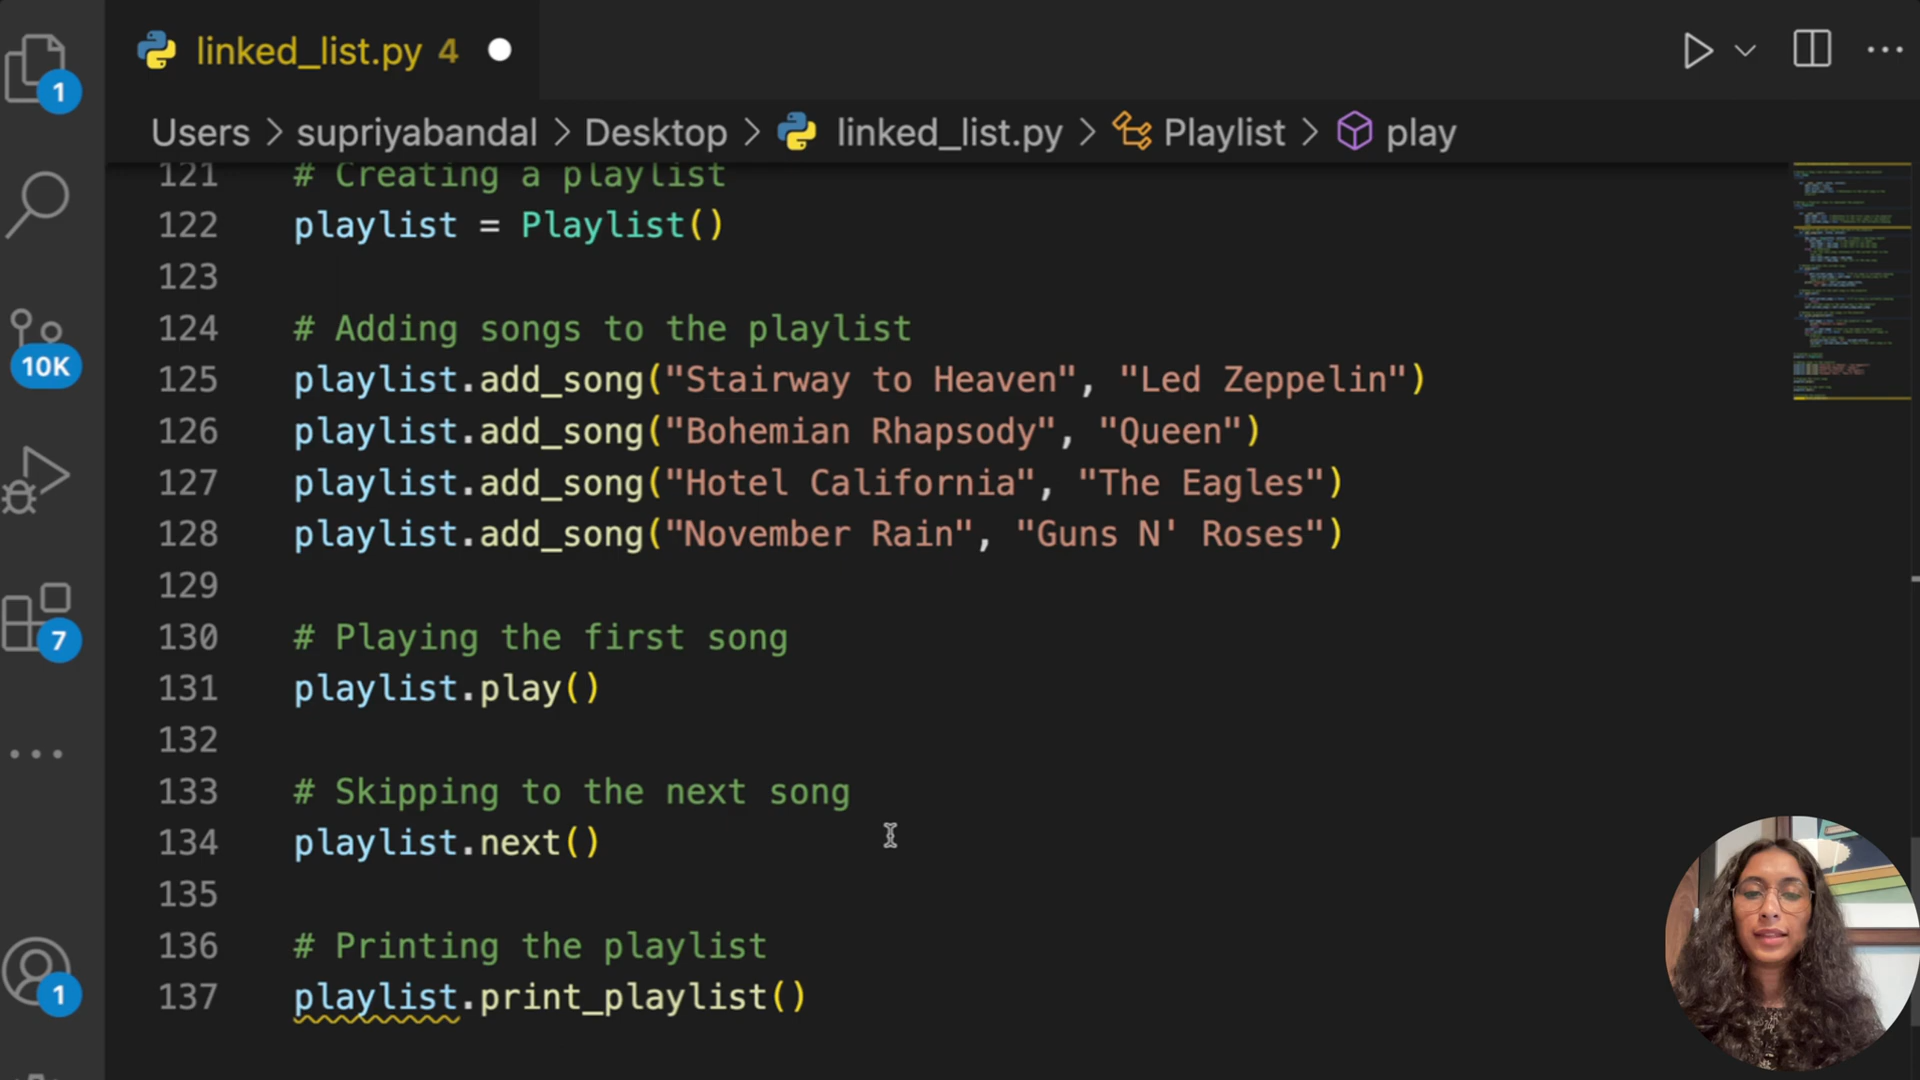 linked_list.py 4
1
Users > supriyabandal > Desktop > linked_list.py > Playlist > play
121 # Creating a playlist
122 playlist = Playlist()
123
10K
124 # Adding songs to the playlist
125 playlist.add_song("Stairway to Heaven", "Led Zeppelin")
126 playlist.add_song("Bohemian Rhapsody", "Queen")
127 playlist.add_song("Hotel California", "The Eagles")
128 playlist.add_song("November Rain", "Guns N' Roses")
129
7
130 # Playing the first song
131 playlist.play()
132
133 # Skipping to the next song
134 playlist.next()
135
136 # Printing the playlist
1
137 playlist.print_playlist()